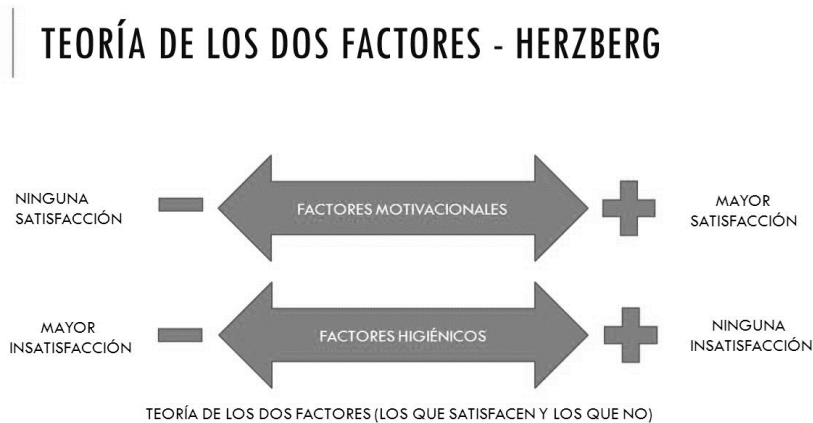 TEORÍA DE LOS DOS FACTORES - HERZBERG
NINGUNA
SATISFACCIÓN
FACTORES MOTIVACIONALES
MAYOR
SATISFACCIÓN
MAYOR
INSATISFACCIÓN
FACTORES HIGIÉNICOS
NINGUNA
INSATISFACCIÓN
TEORÍA DE LOS DOS FACTORES (LOS QUE SATISFACEN Y LOS QUE NO)